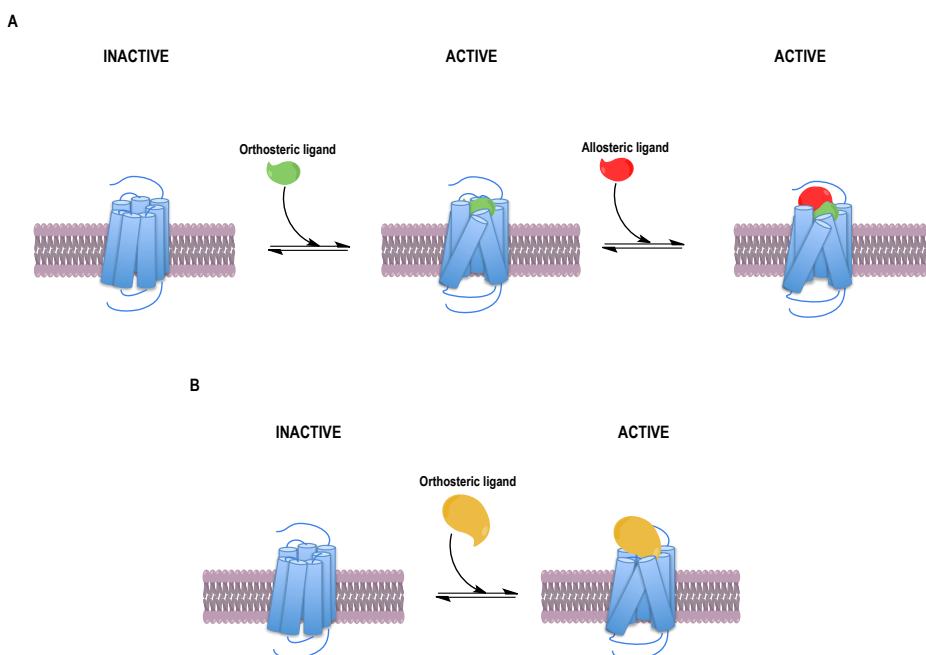 A
INACTIVE
ACTIVE
ACTIVE
Orthosteric ligand
Allosteric ligand
B
INACTIVE
ACTIVE
Orthosteric ligand